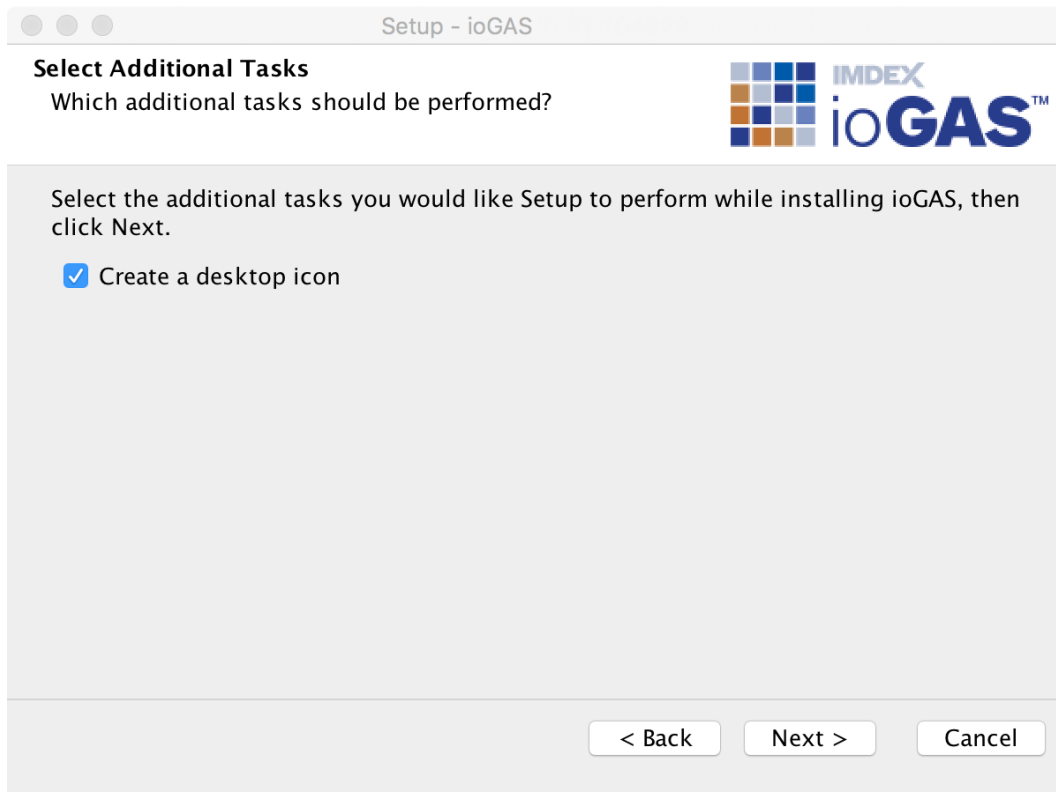 Setup - ioGAS
Select Additional Tasks
Which additional tasks should be performed?
IMDEX
ioGAS™
Select the additional tasks you would like Setup to perform while installing ioGAS, then
click Next.
Create a desktop icon
< Back
Next >
Cancel